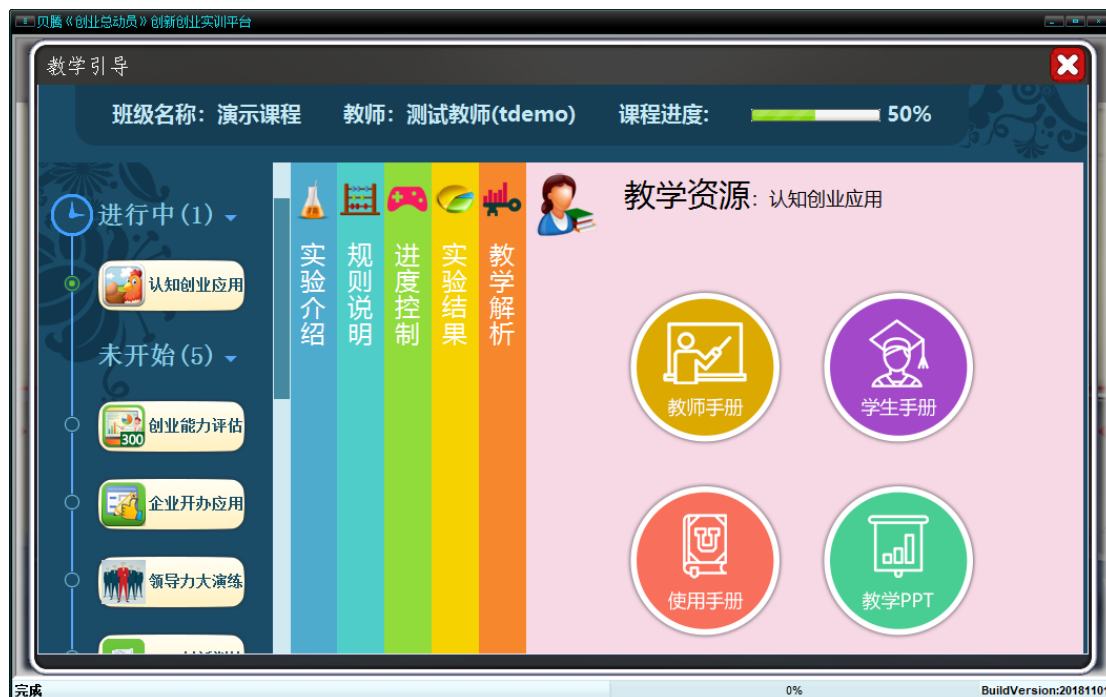 贝腾《创业总动员》创新创业实训平台
教学引导
班级名称：演示课程 教师：测试教师(tdemo) 课程进度： 50%
进行中(1)
认知创业应用
未开始(5)
创业能力评估
300
企业开办应用
领导力大演练
实验介绍
规则说明
进度控制
实验结果
教学解析
教学资源：认知创业应用
教师手册
学生手册
使用手册
教学PPT
完成
0%
BuildVersion:2018110